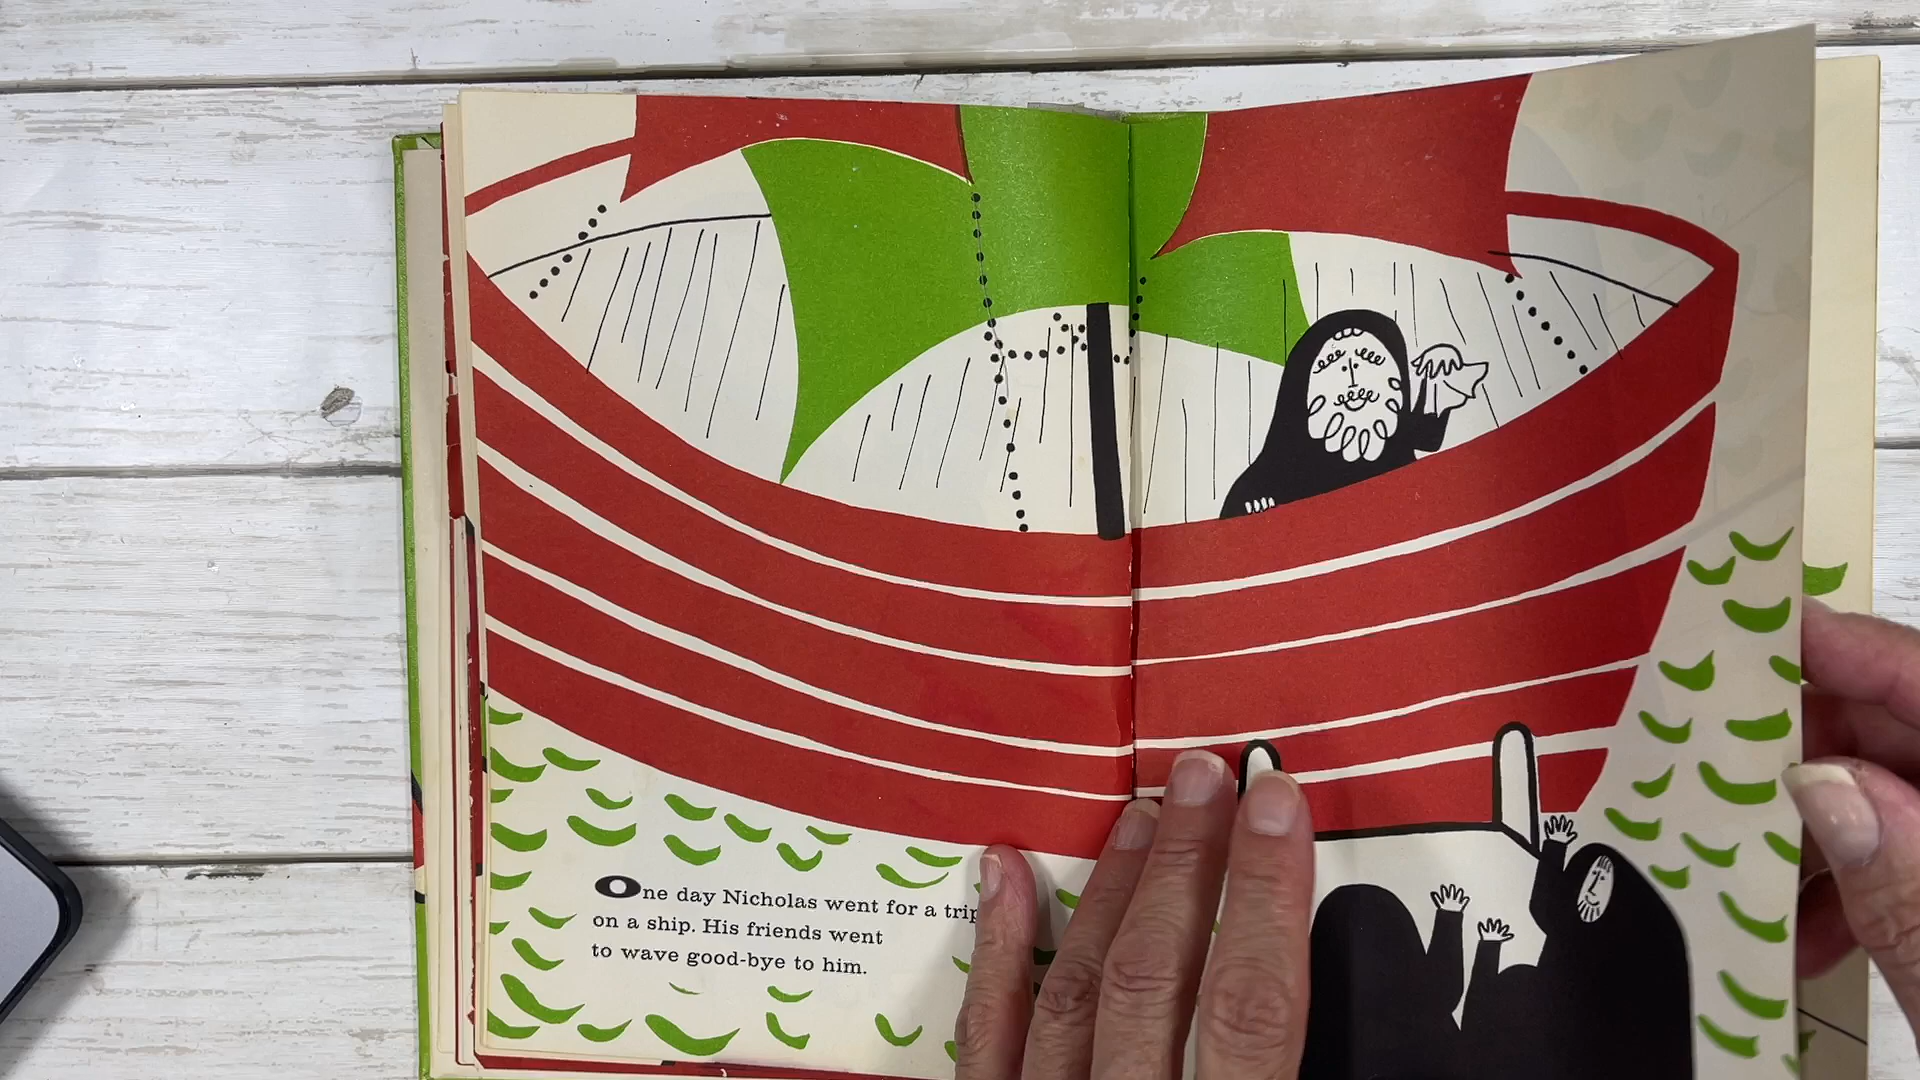 One day Nicholas went for a trip
on a ship. His friends went
to wave good-bye to him.